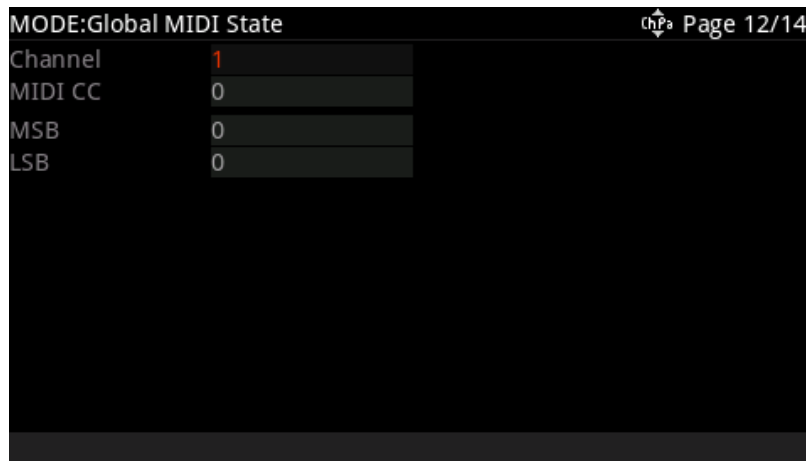 MODE:Global MIDI State ChPa Page 12/14
Channel 1
MIDI CC 0
MSB 0
LSB 0